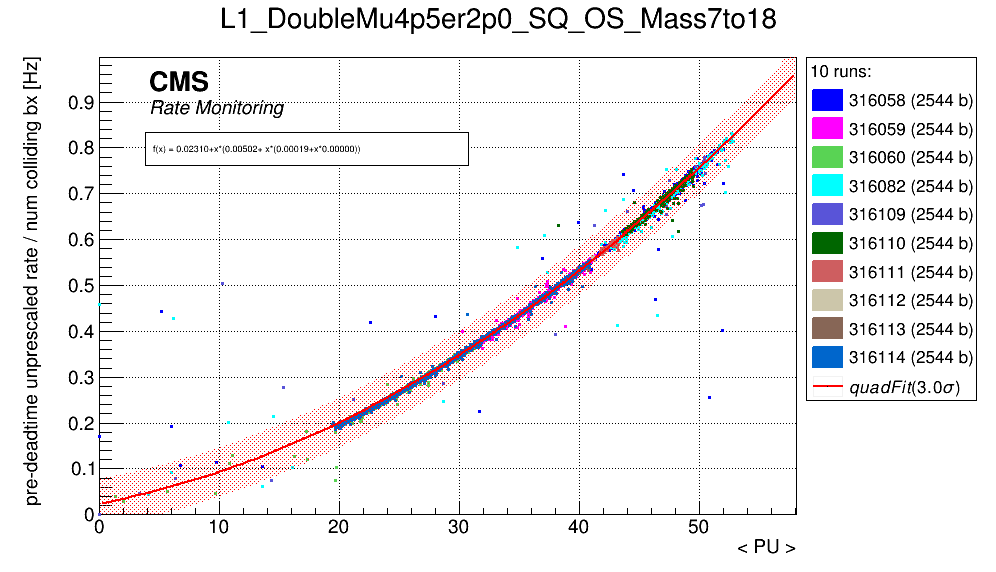 L1_DoubleMu4p5er2p0_SQ_OS_Mass7to18
pre-deadtime unprescaled rate / num colliding bx [Hz]
CMS
Rate Monitoring
f(x) = 0.02310+x*(0.00502+ x*(0.00019+x*0.00000))
0.9
0.8
0.7
0.6
0.5
0.4
0.3
0.2
0.1
0
0 10 20 30 40 50
< PU >
10 runs:
316058 (2544 b)
316059 (2544 b)
316060 (2544 b)
316082 (2544 b)
316109 (2544 b)
316110 (2544 b)
316111 (2544 b)
316112 (2544 b)
316113 (2544 b)
316114 (2544 b)
quadFit(3.0σ)